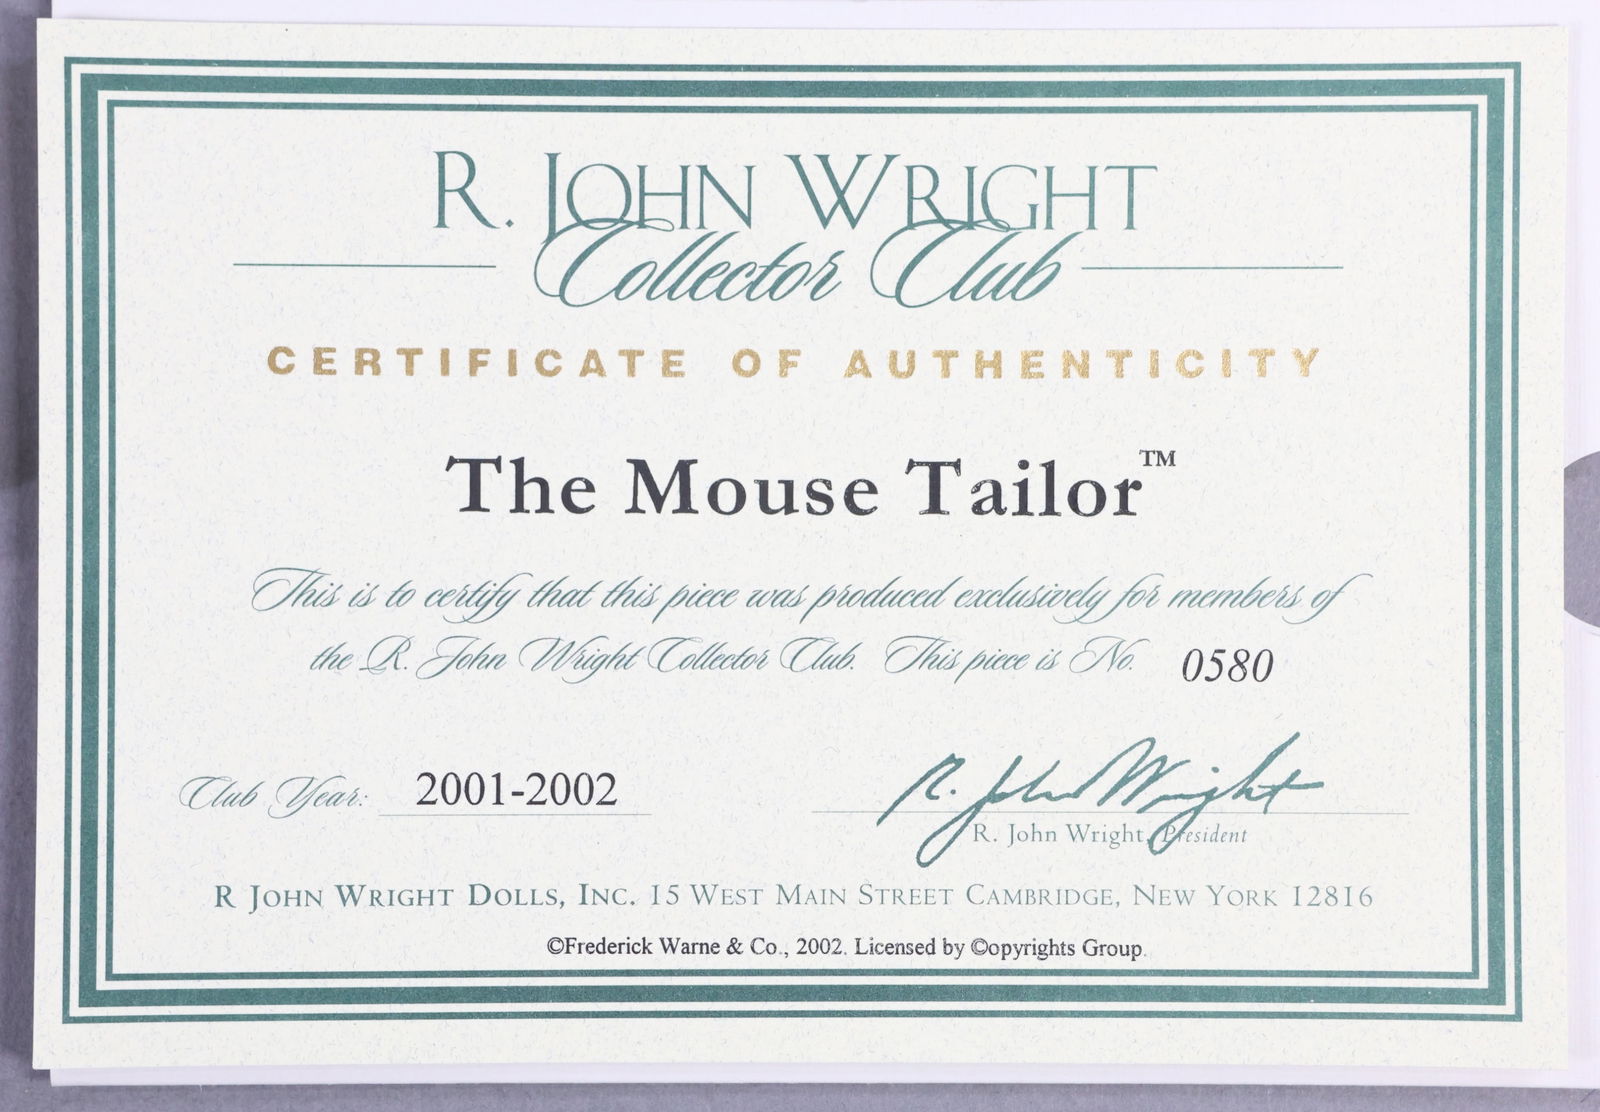 R. JOHN WRIGHT
Collector Club
CERTIFICATE OF AUTHENTICITY
The Mouse Tailor™
This is to certify that this piece was produced exclusively for members of
the R. John Wright Collector Club. This piece is No. 0580
Club Year: 2001-2002
R. John Wright
R. John Wright, President
R JOHN WRIGHT DOLLS, INC. 15 WEST MAIN STREET CAMBRIDGE, NEW YORK 12816
©Frederick Warne & Co., 2002. Licensed by ©opyrights Group.